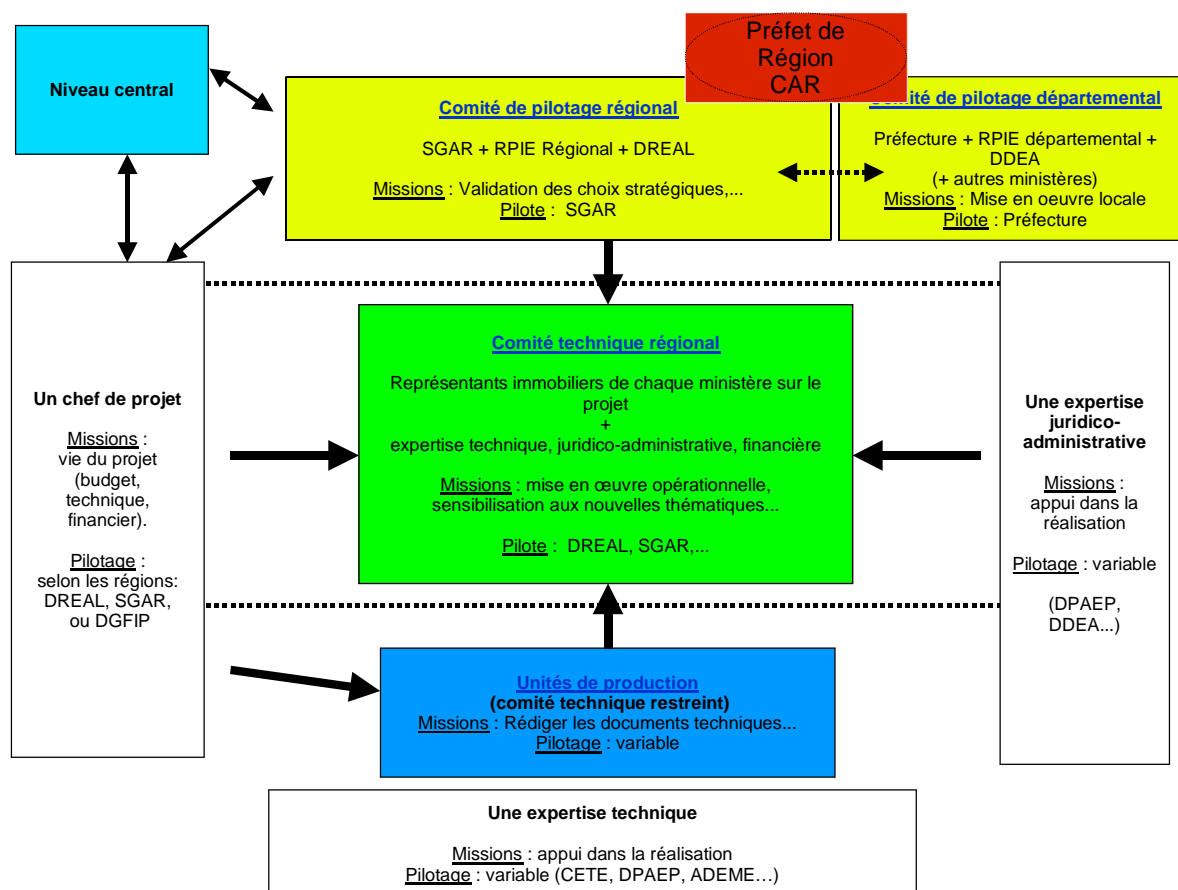 Préfet de
Région
CAR
Niveau central
Comité de pilotage régional
SGAR + RPIE Régional + DREAL
Missions : Validation des choix stratégiques,...
Pilote : SGAR
Comité de pilotage départemental
Préfecture + RPIE départemental +
DDEA
(+ autres ministères)
Missions : Mise en oeuvre locale
Pilote : Préfecture
Un chef de projet
Missions :
vie du projet
(budget,
technique,
financier).
Pilotage :
selon les régions:
DREAL, SGAR,
ou DGFIP
Comité technique régional
Représentants immobiliers de chaque ministère sur le
projet
+
expertise technique, juridico-administrative, financière
Missions : mise en œuvre opérationnelle,
sensibilisation aux nouvelles thématiques...
Pilote : DREAL, SGAR,...
Une expertise
juridico-
administrative
Missions :
appui dans la
réalisation
Pilotage : variable
(DPAEP,
DDEA...)
Unités de production
(comité technique restreint)
Missions : Rédiger les documents techniques...
Pilotage : variable
Une expertise technique
Missions : appui dans la réalisation
Pilotage : variable (CETE, DPAEP, ADEME…)